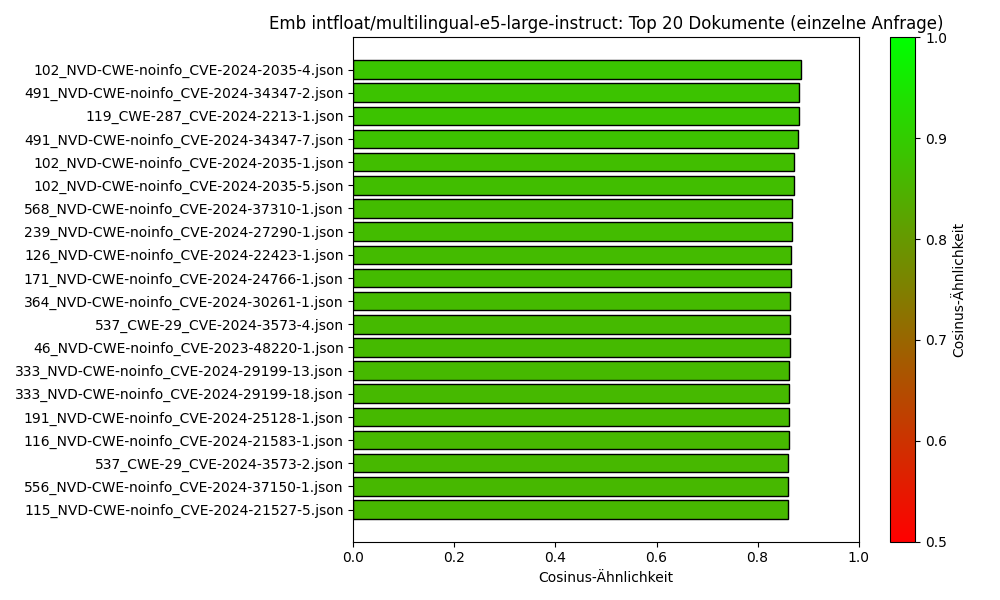 Emb intfloat/multilingual-e5-large-instruct: Top 20 Dokumente (einzelne Anfrage)
102_NVD-CWE-noinfo_CVE-2024-2035-4.json
491_NVD-CWE-noinfo_CVE-2024-34347-2.json
119_CWE-287_CVE-2024-2213-1.json
491_NVD-CWE-noinfo_CVE-2024-34347-7.json
102_NVD-CWE-noinfo_CVE-2024-2035-1.json
102_NVD-CWE-noinfo_CVE-2024-2035-5.json
568_NVD-CWE-noinfo_CVE-2024-37310-1.json
239_NVD-CWE-noinfo_CVE-2024-27290-1.json
126_NVD-CWE-noinfo_CVE-2024-22423-1.json
171_NVD-CWE-noinfo_CVE-2024-24766-1.json
364_NVD-CWE-noinfo_CVE-2024-30261-1.json
537_CWE-29_CVE-2024-3573-4.json
46_NVD-CWE-noinfo_CVE-2023-48220-1.json
333_NVD-CWE-noinfo_CVE-2024-29199-13.json
333_NVD-CWE-noinfo_CVE-2024-29199-18.json
191_NVD-CWE-noinfo_CVE-2024-25128-1.json
116_NVD-CWE-noinfo_CVE-2024-21583-1.json
537_CWE-29_CVE-2024-3573-2.json
556_NVD-CWE-noinfo_CVE-2024-37150-1.json
115_NVD-CWE-noinfo_CVE-2024-21527-5.json
0.0 0.2 0.4 0.6 0.8 1.0
Cosinus-Ähnlichkeit
1.0
0.9
0.8
0.7
0.6
0.5
Cosinus-Ähnlichkeit